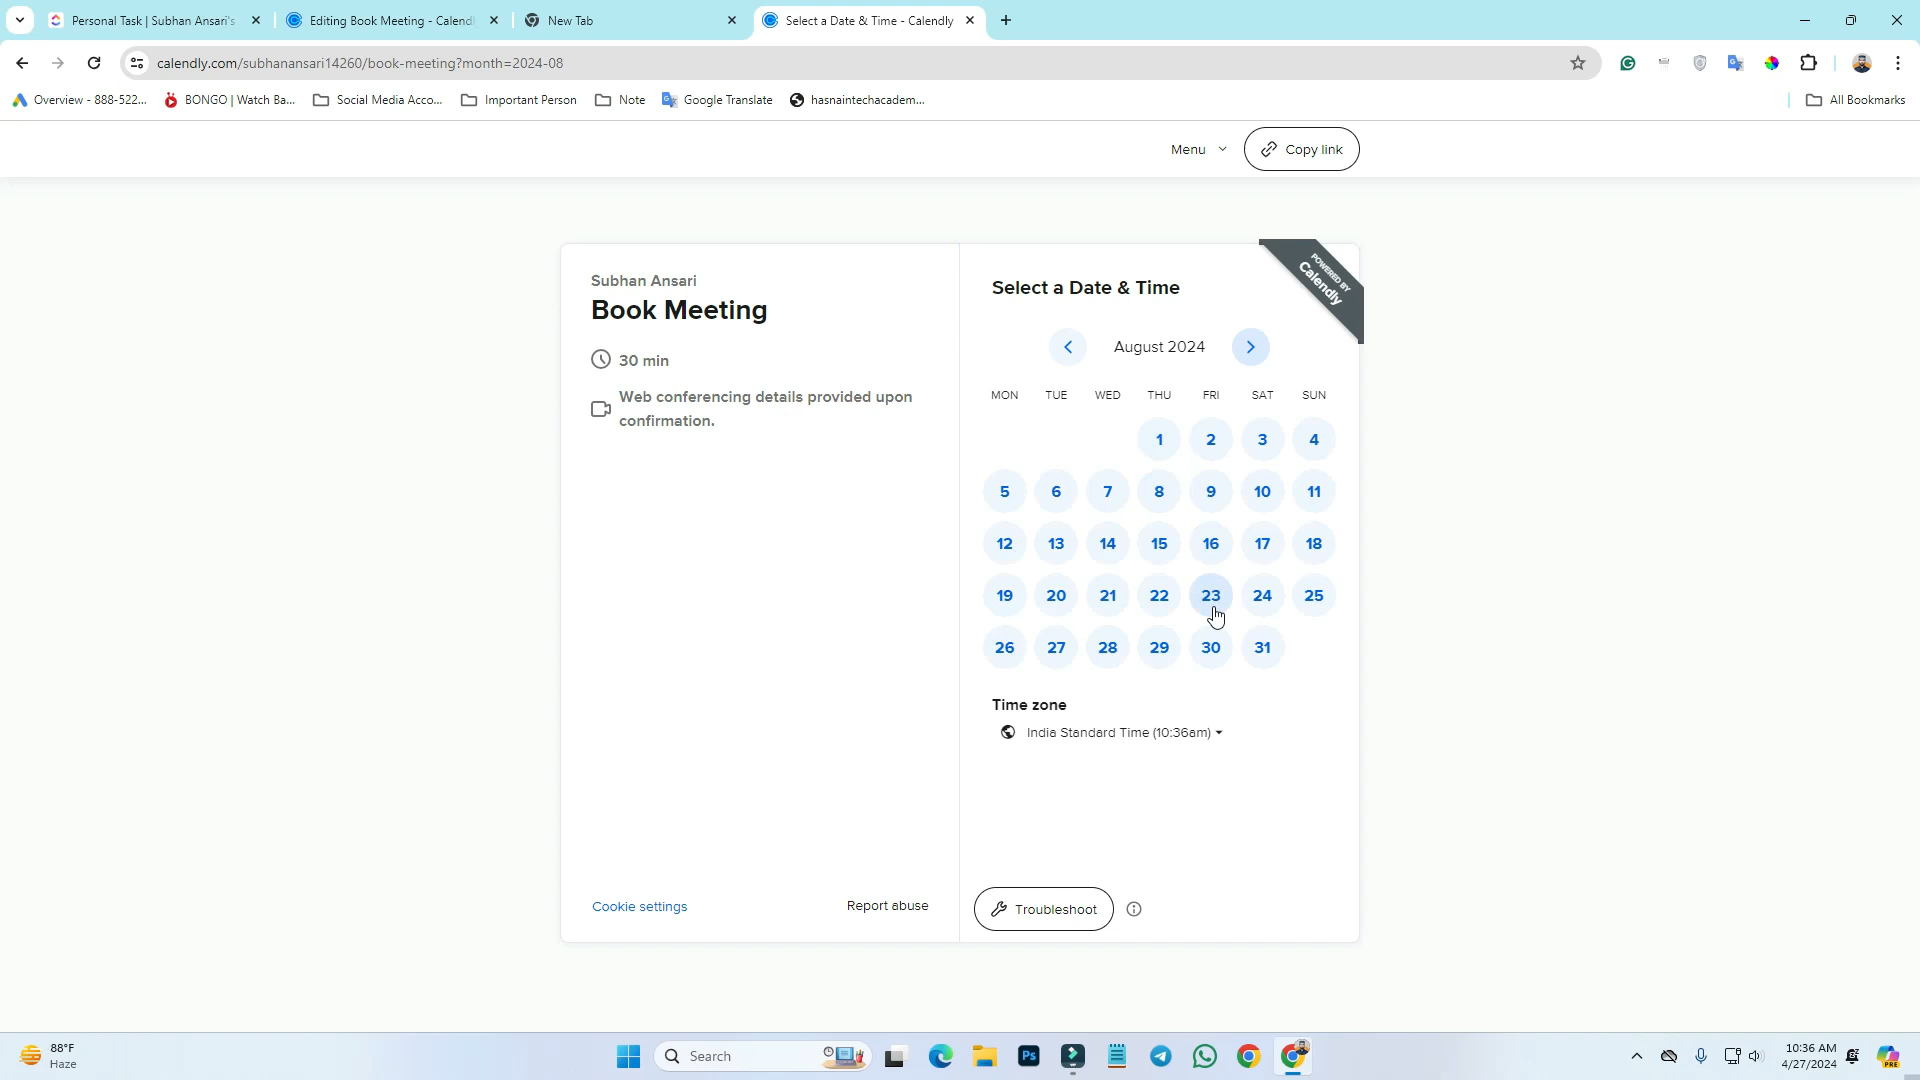 Personal Task | Subhan Ansari's
Editing Book Meeting - Calendl
New Tab
Select a Date & Time - Calendly
calendly.com/subhanansari14260/book-meeting?month=2024-08
Overview - 888-522...
BONGO | Watch Ba...
Social Media Acco...
Important Person
Note
Google Translate
hasnaintechacadem...
All Bookmarks
Menu
Copy link
Subhan Ansari
Book Meeting
30 min
Web conferencing details provided upon
confirmation.
Cookie settings
Report abuse
Select a Date & Time
POWERED BY
Calendly
August 2024
MON TUE WED THU FRI SAT SUN
1 2 3 4
5 6 7 8 9 10 11
12 13 14 15 16 17 18
19 20 21 22 23 24 25
26 27 28 29 30 31
Time zone
India Standard Time (10:36am)
Troubleshoot
88°F
Haze
Search
Ps
10:36 AM
4/27/2024
PRE